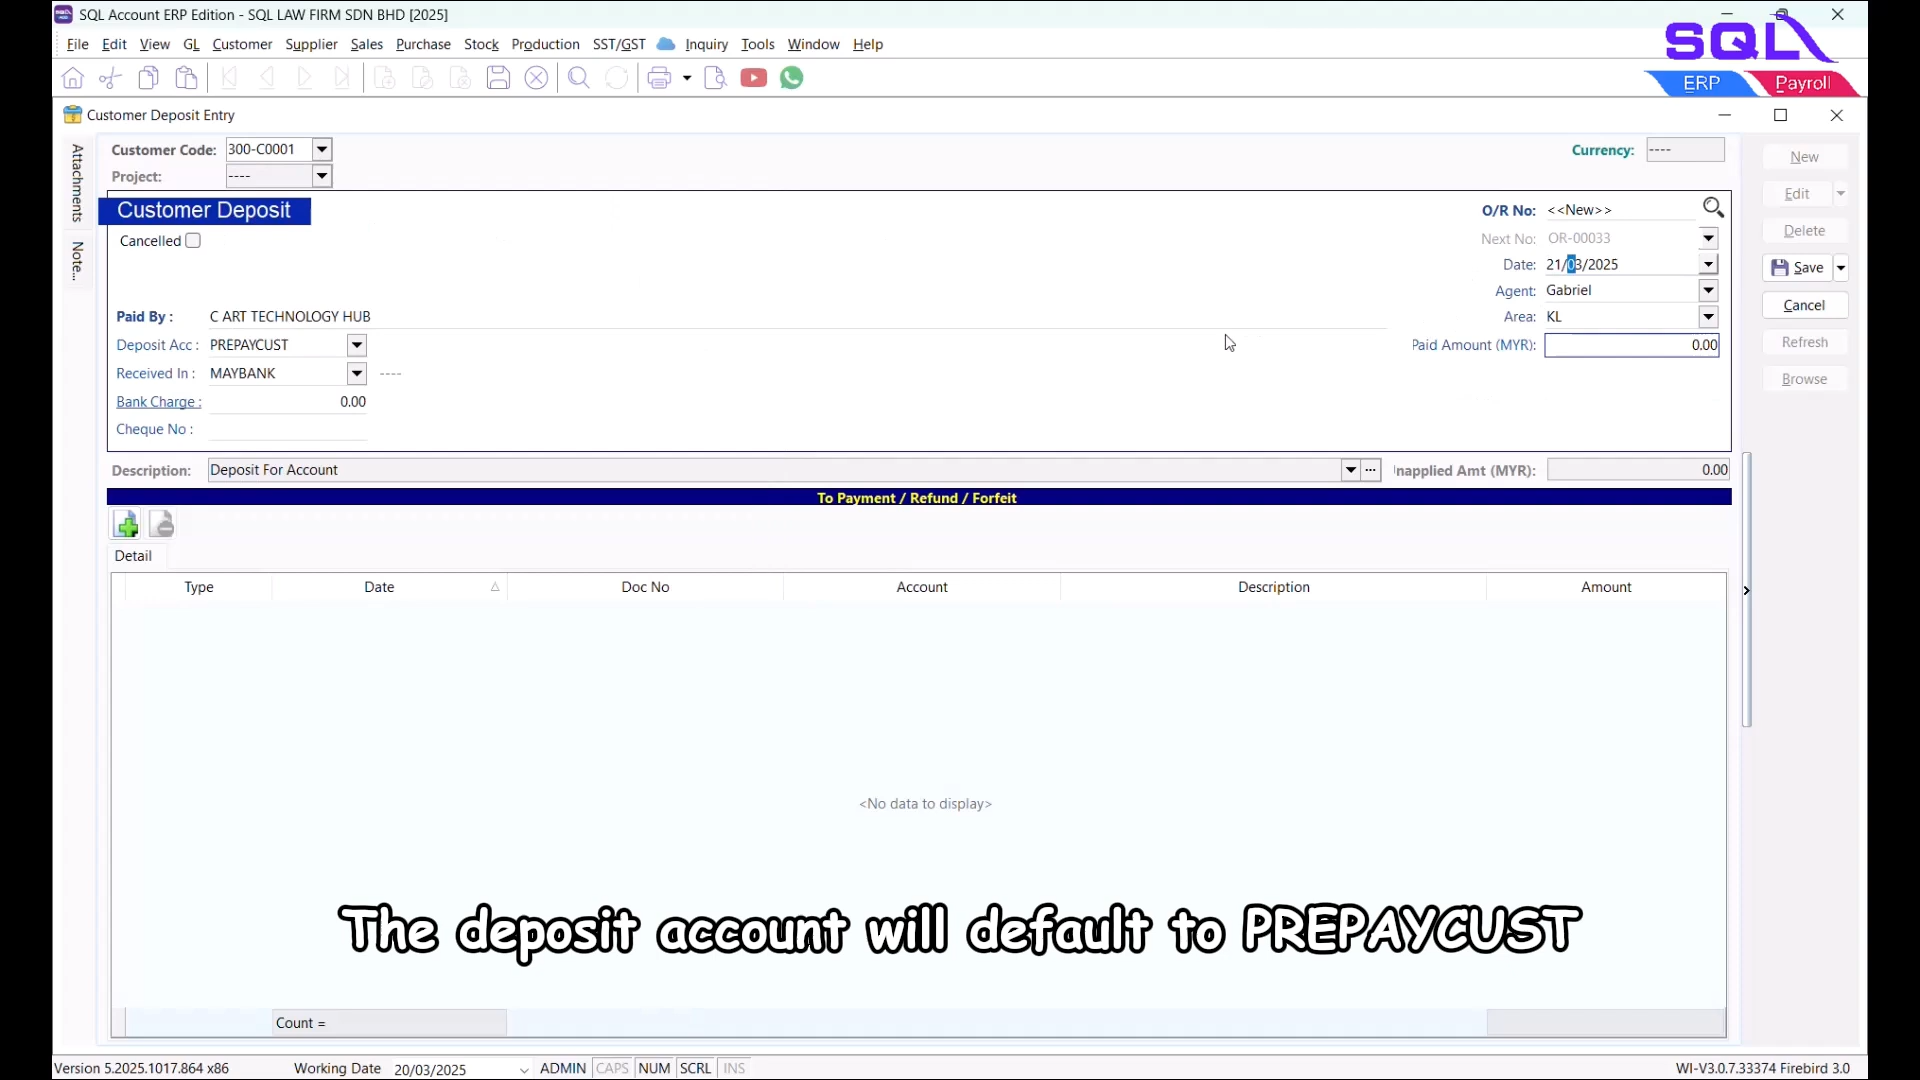 SQL Account ERP Edition - SQL LAW FIRM SDN BHD [2025]
File Edit View GL Customer Supplier Sales Purchase Stock Production SST/GST Inquiry Tools Window Help
SQL
ERP Payroll
Customer Deposit Entry
Attachments
Note...
Customer Code: 300-C0001
Currency: ----
Project: ----
Customer Deposit
Cancelled
O/R No: <<New>>
Next No: OR-00033
Date: 21/03/2025
Agent: Gabriel
Area: KL
Paid Amount (MYR): 0.00
Paid By : C ART TECHNOLOGY HUB
Deposit Acc : PREPAYCUST
Received In : MAYBANK ----
Bank Charge : 0.00
Cheque No :
Description: Deposit For Account
napplied Amt (MYR): 0.00
New
Edit
Delete
Save
Cancel
Refresh
Browse
To Payment / Refund / Forfeit
Detail
Type Date Doc No Account Description Amount
<No data to display>
The deposit account will default to PREPAYCUST
Count =
Version 5.2025.1017.864 x86 Working Date 20/03/2025 ADMIN CAPS NUM SCRL INS WI-V3.0.7.33374 Firebird 3.0